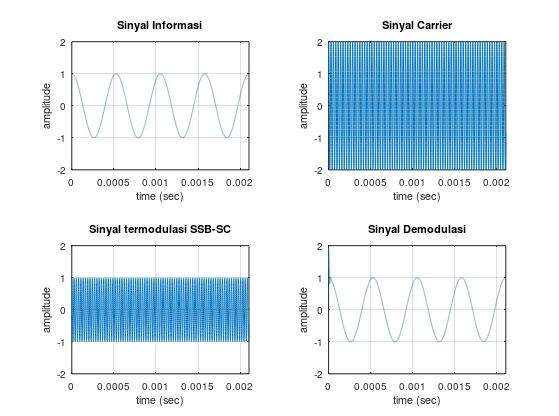 Sinyal Informasi
2
1
0
-1
-2
amplitude
0 0.0005 0.001 0.0015 0.002
time (sec)
Sinyal Carrier
2
1
0
-1
-2
amplitude
0 0.0005 0.001 0.0015 0.002
time (sec)
Sinyal termodulasi SSB-SC
2
1
0
-1
-2
amplitude
0 0.0005 0.001 0.0015 0.002
time (sec)
Sinyal Demodulasi
2
1
0
-1
-2
amplitude
0 0.0005 0.001 0.0015 0.002
time (sec)